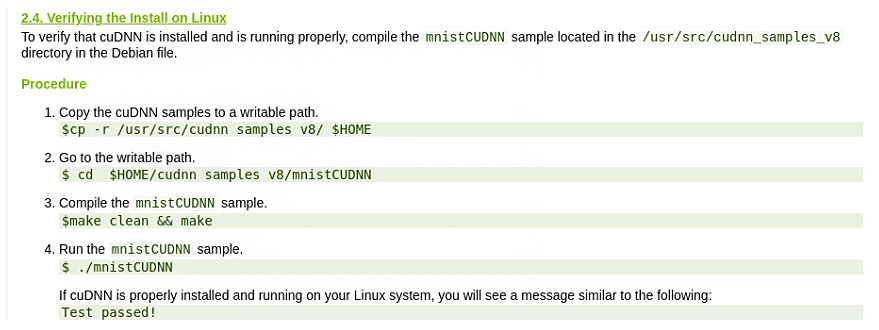 2.4. Verifying the Install on Linux
To verify that cuDNN is installed and is running properly, compile the mnistCUDNN sample located in the /usr/src/cudnn_samples_v8
directory in the Debian file.
Procedure
1. Copy the cuDNN samples to a writable path.
$cp -r /usr/src/cudnn samples v8/ $HOME
2. Go to the writable path.
$ cd  $HOME/cudnn samples v8/mnistCUDNN
3. Compile the mnistCUDNN sample.
$make clean && make
4. Run the mnistCUDNN sample.
$ ./mnistCUDNN
If cuDNN is properly installed and running on your Linux system, you will see a message similar to the following:
Test passed!